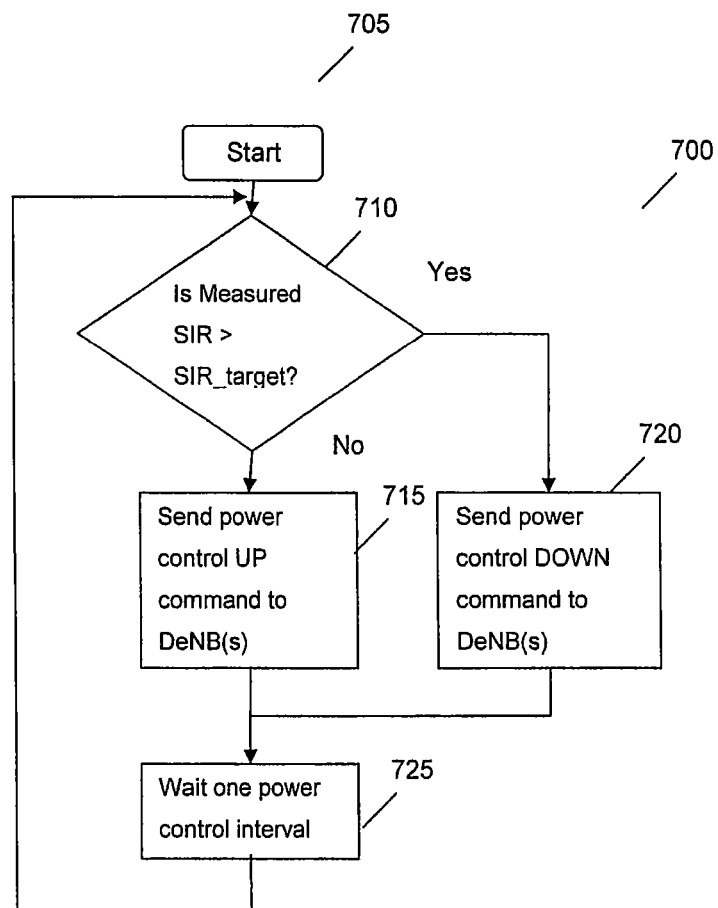 705
Start
700
710
Yes
Is Measured
SIR >
SIR_target?
No
720
715
Send power
control UP
command to
DeNB(s)
Send power
control DOWN
command to
DeNB(s)
725
Wait one power
control interval